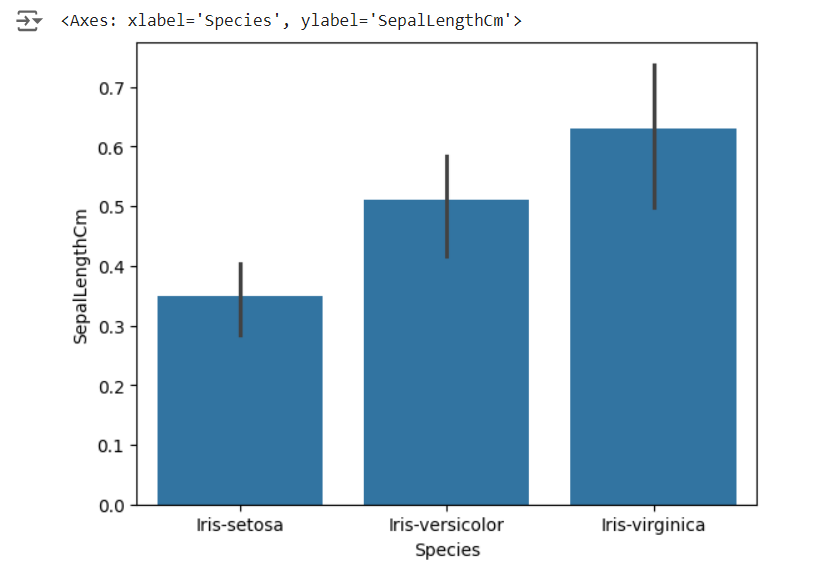 <Axes: xlabel='Species', ylabel='SepalLengthCm'>
0.7
0.6
0.5
0.4
0.3
0.2
0.1
0.0
SepalLengthCm
Iris-setosa Iris-versicolor Iris-virginica
Species